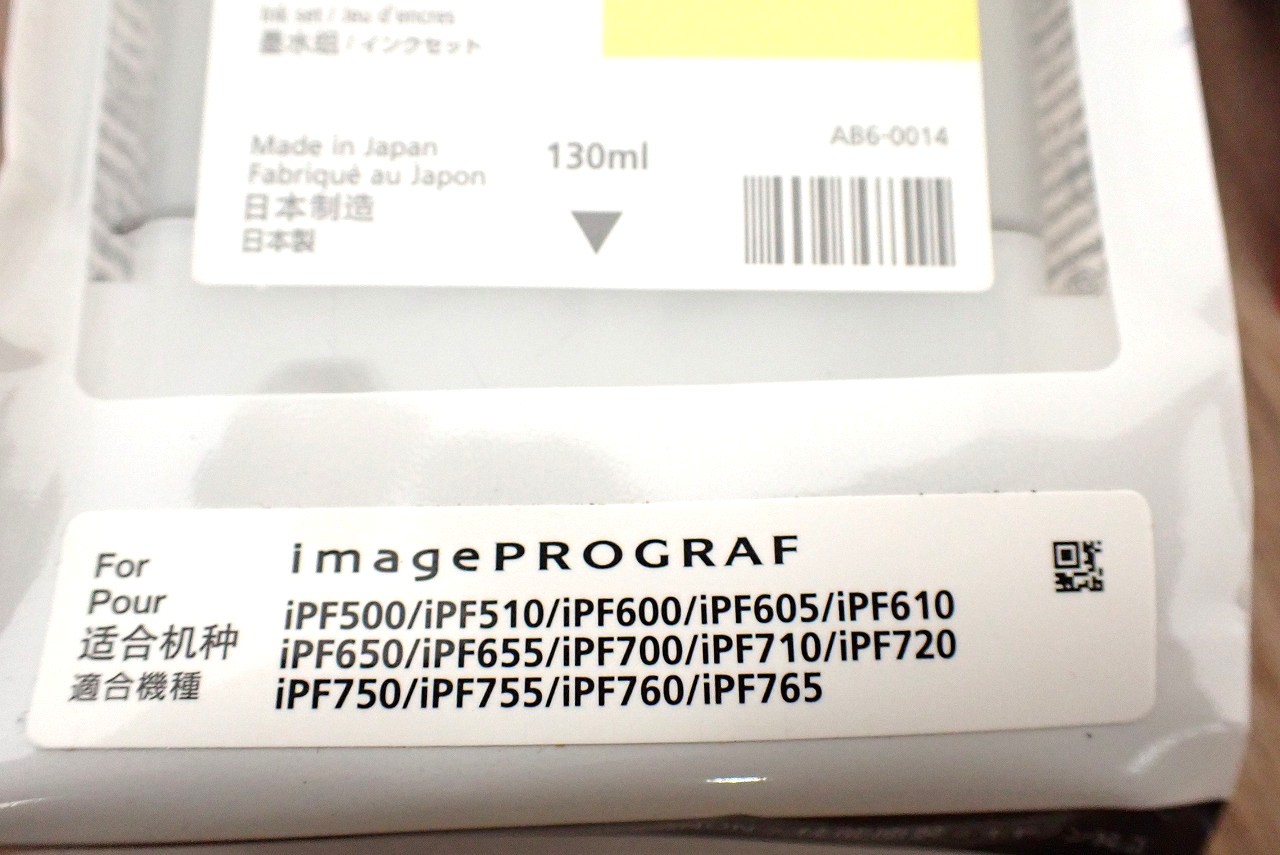 Ink set / Jeu d'encres
墨水组 / インクセット
Made in Japan
Fabriqué au Japon
日本制造
日本製
130ml
AB6-0014
For
Pour
适合机种
適合機種
imagePROGRAF
iPF500/iPF510/iPF600/iPF605/iPF610
iPF650/iPF655/iPF700/iPF710/iPF720
iPF750/iPF755/iPF760/iPF765